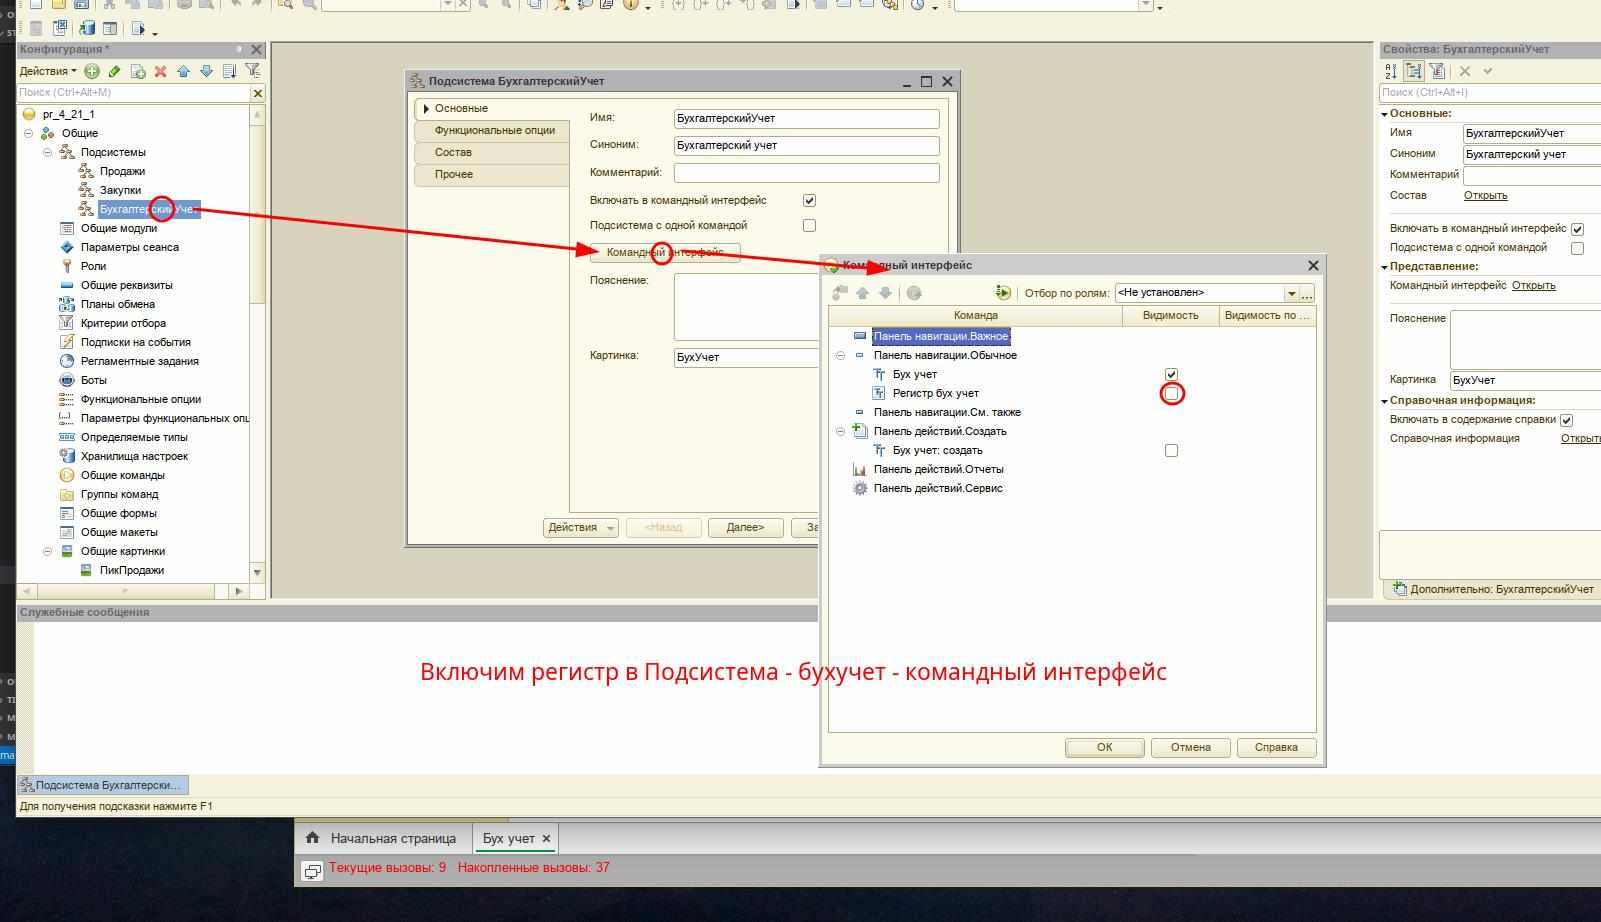 Конфигурация *
Действия
Поиск (Ctrl+Alt+M)
pr_4_21_1
Общие
Подсистемы
Продажи
Закупки
БухгалтерскийУчет
Общие модули
Параметры сеанса
Роли
Общие реквизиты
Планы обмена
Критерии отбора
Подписки на события
Регламентные задания
Боты
Функциональные опции
Параметры функциональных опц
Определяемые типы
Хранилища настроек
Общие команды
Группы команд
Общие формы
Общие макеты
Общие картинки
ПикПродажи
Подсистема БухгалтерскийУчет
Основные
Функциональные опции
Состав
Прочее
Имя:
БухгалтерскийУчет
Синоним:
Бухгалтерский учет
Комментарий:
Включать в командный интерфейс
Подсистема с одной командой
Командный интерфейс
Пояснение:
Картинка:
БухУчет
Действия
<Назад
Далее>
За
Командный интерфейс
Отбор по ролям:
<Не установлен>
Команда
Видимость
Видимость по ...
Панель навигации.Важное
Панель навигации.Обычное
Бух учет
Регистр бух учет
Панель навигации.См. также
Панель действий.Создать
Бух учет: создать
Панель действий.Отчеты
Панель действий.Сервис
ОК
Отмена
Справка
Свойства: БухгалтерскийУчет
Поиск (Ctrl+Alt+I)
Основные:
Имя
БухгалтерскийУчет
Синоним
Бухгалтерский учет
Комментарий
Состав
Открыть
Включать в командный интерфейс
Подсистема с одной командой
Представление:
Командный интерфейс
Открыть
Пояснение
Картинка
БухУчет
Справочная информация:
Включать в содержание справки
Справочная информация
Открыть
Дополнительно: БухгалтерскийУчет
Служебные сообщения
Включим регистр в Подсистема - бухучет - командный интерфейс
Подсистема Бухгалтерски...
Для получения подсказки нажмите F1
Начальная страница
Бух учет
Текущие вызовы: 9 Накопленные вызовы: 37